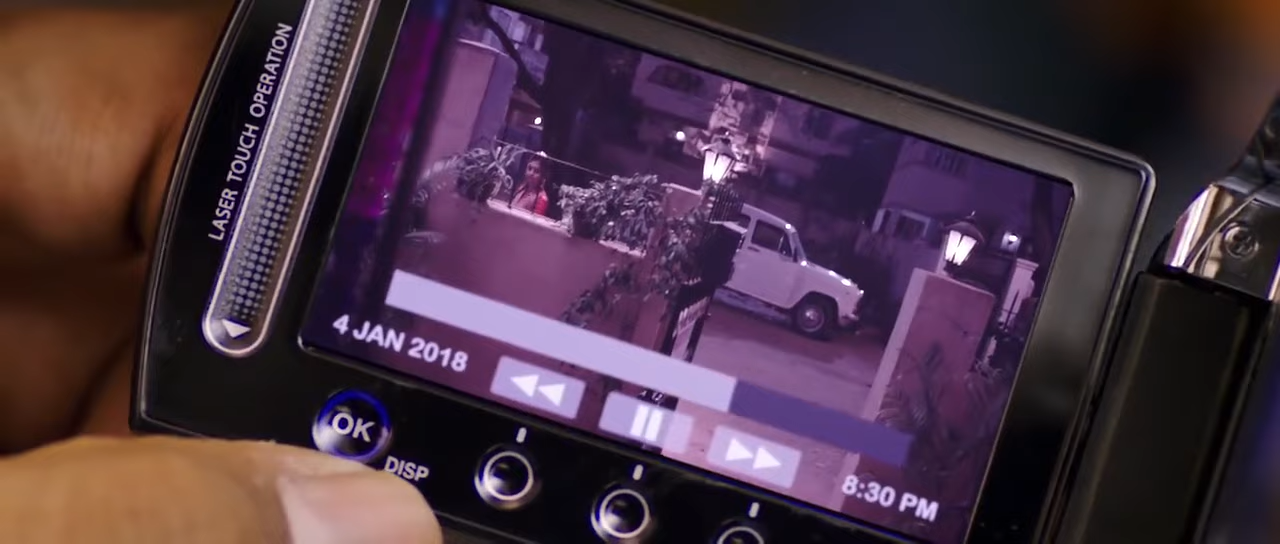 LASER TOUCH OPERATION
4 JAN 2018
8:30 PM
OK
DISP